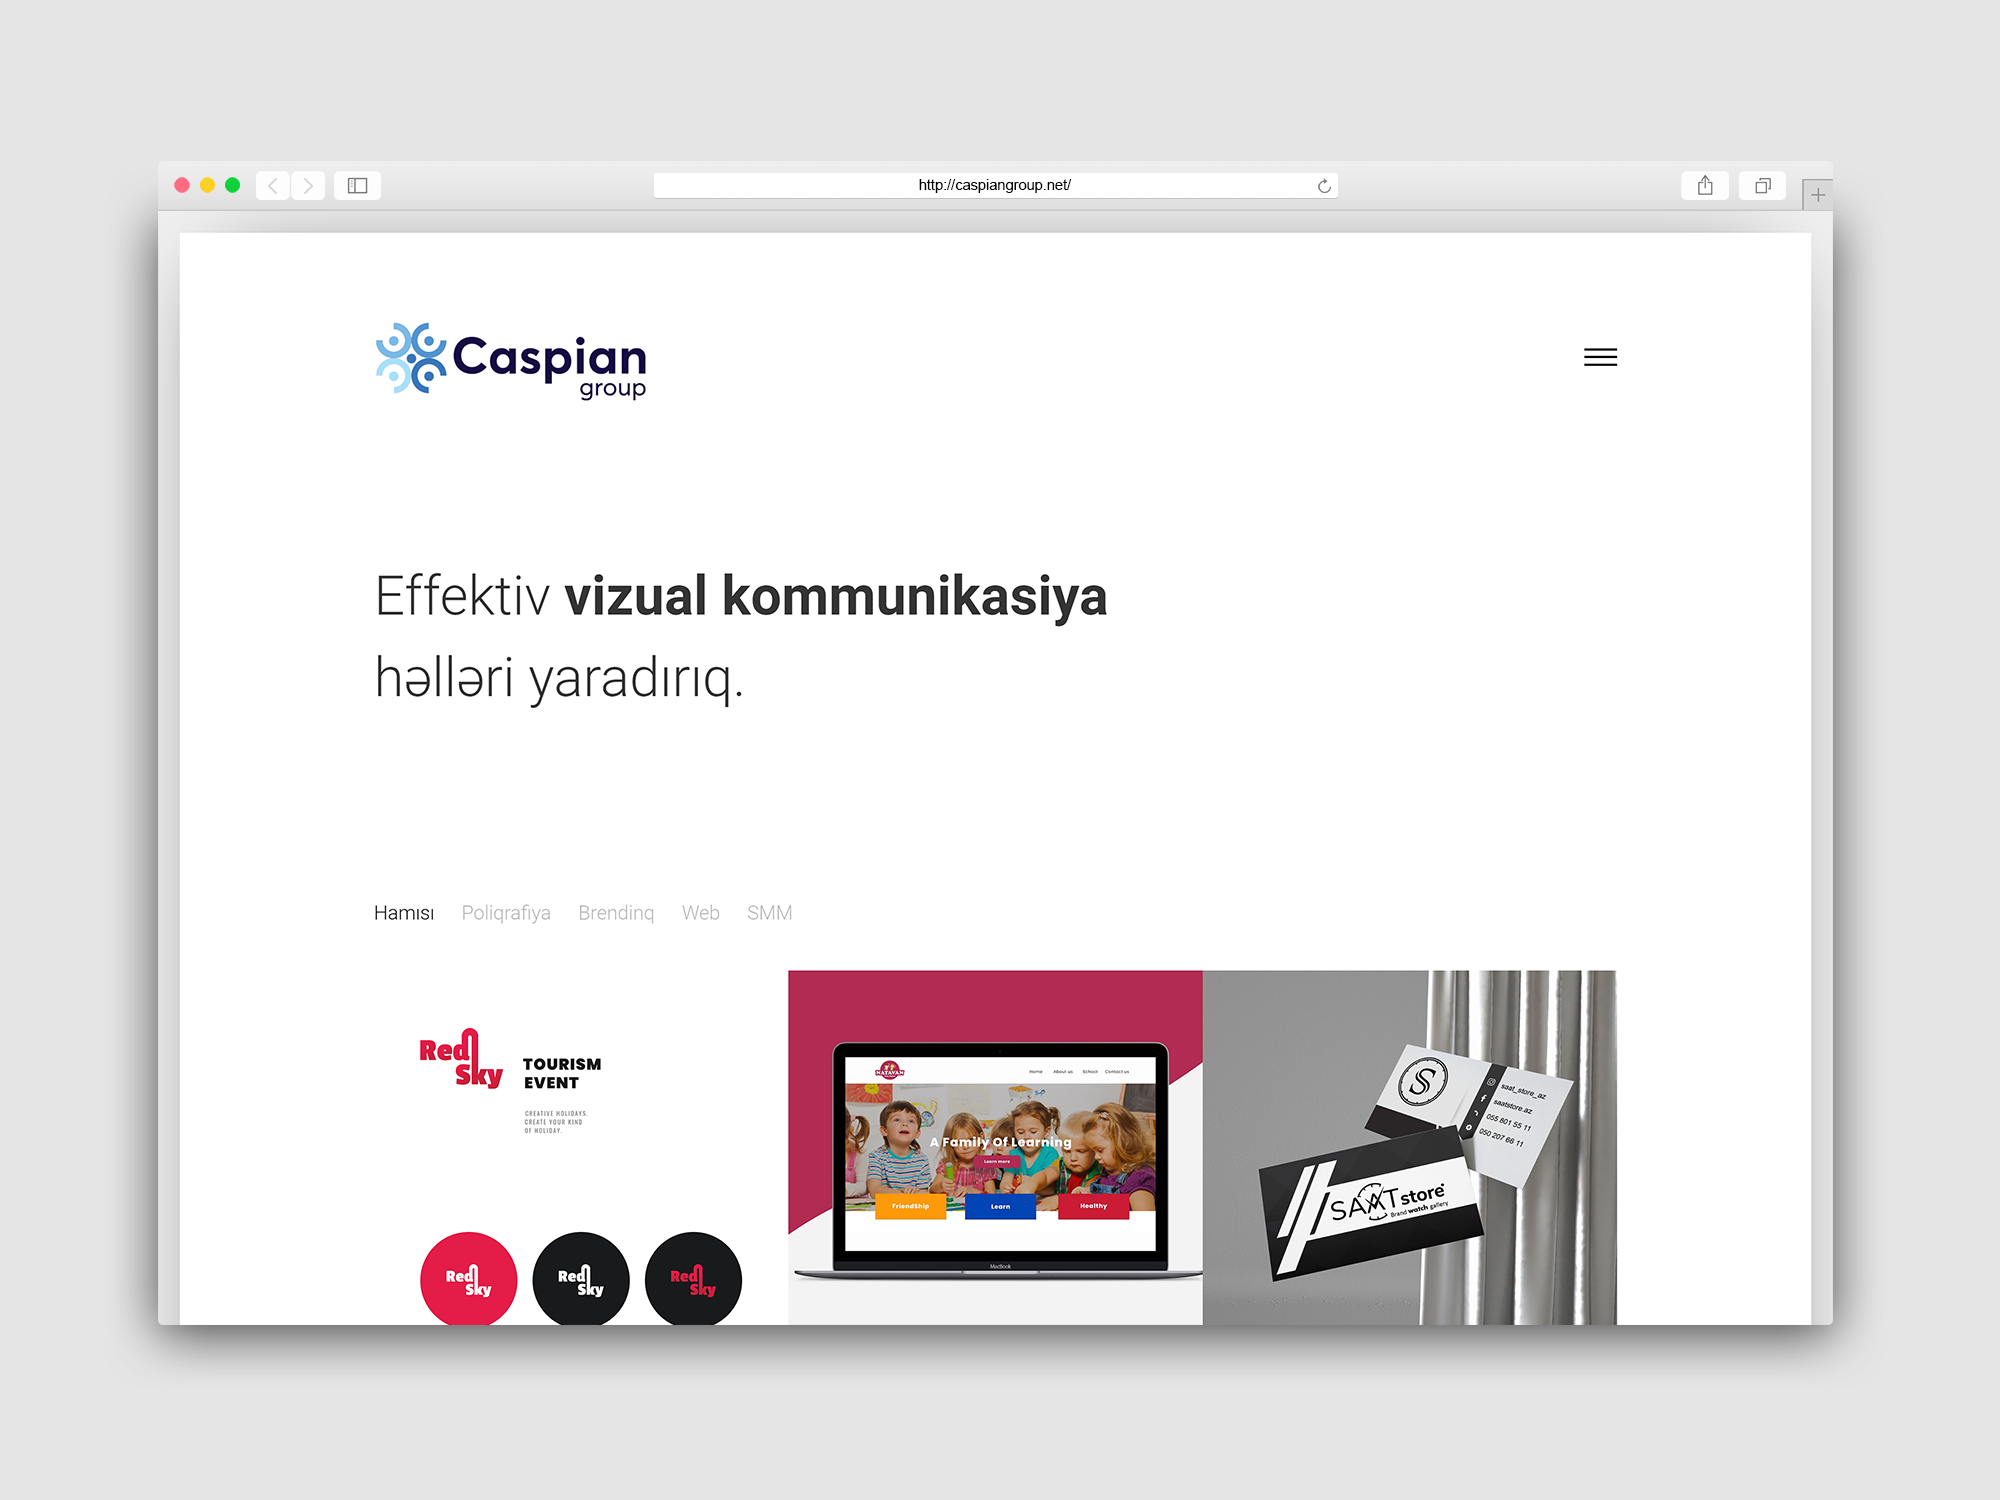 http://caspiangroup.net/
Caspian
group
Effektiv vizual kommunikasiya
həlləri yaradırıq.
Hamısı Poliqrafiya Brendinq Web SMM
Red
Sky
TOURISM
EVENT
CREATIVE HOLIDAYS.
CREATE YOUR KIND
OF HOLIDAY.
Red
Sky
Red
Sky
Red
Sky
NATAVAN
Home About us School Contact us
A Family Of Learning
Learn more
FriendShip Learn Healthy
MacBook
S
saat_store_az
saatstore.az
055 801 55 11
050 207 66 11
SAAT store
Brand watch gallery